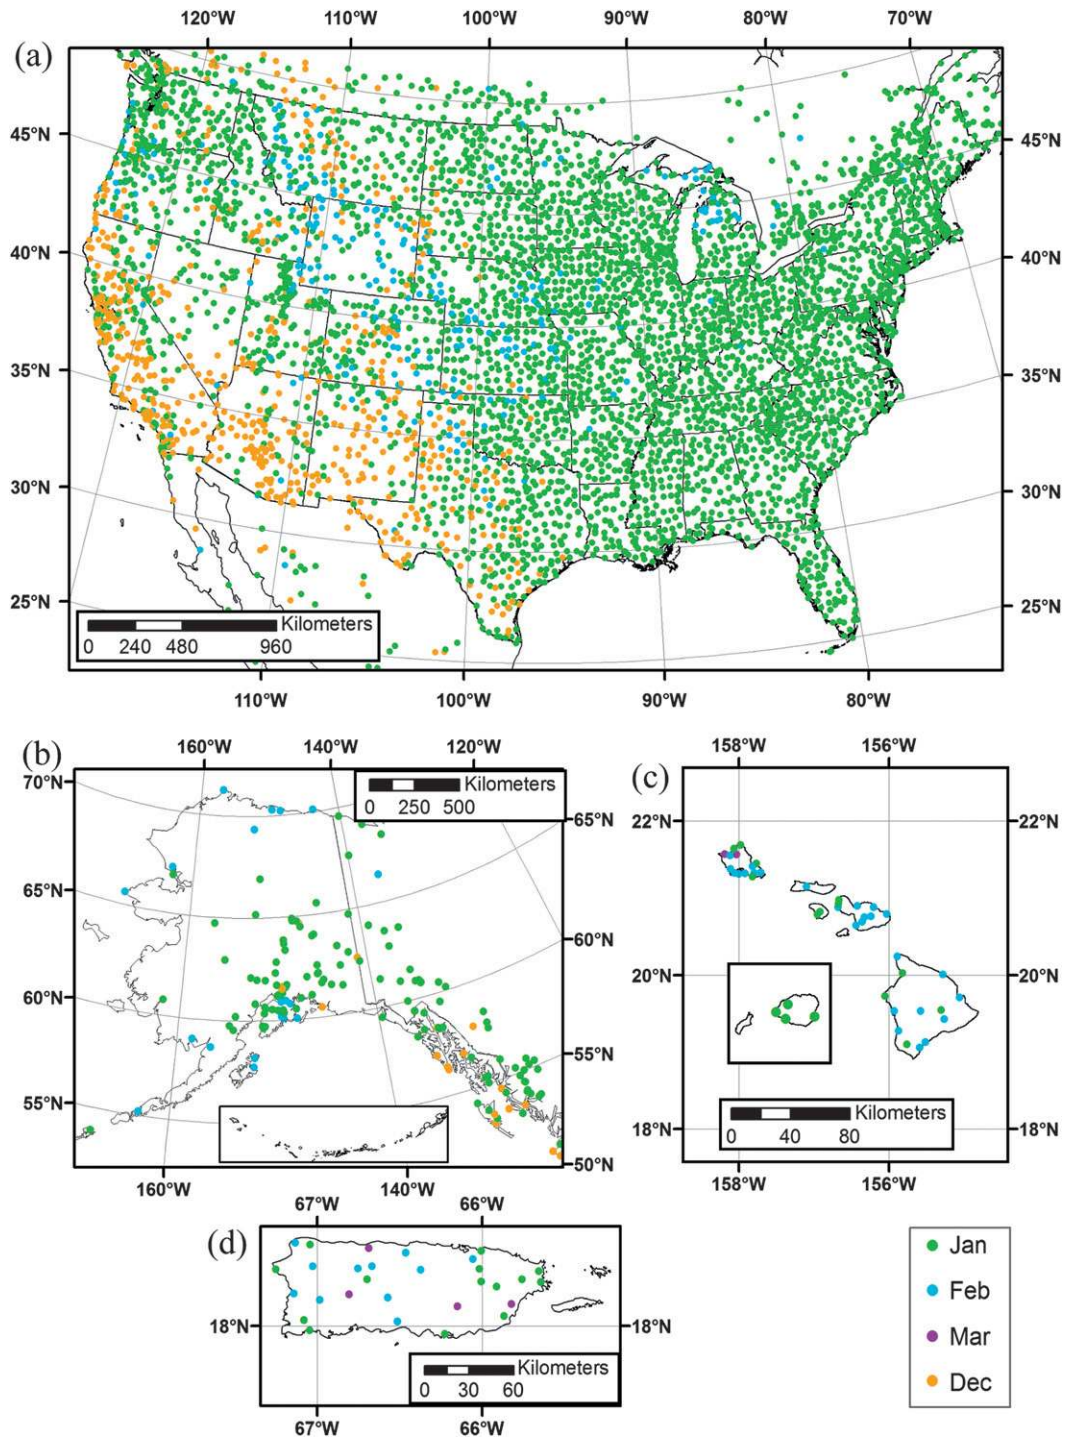 120°W 110°W 100°W 90°W 80°W 70°W
(a)
45°N 45°N
40°N 40°N
35°N 35°N
30°N 30°N
25°N 25°N
Kilometers
0 240 480 960
110°W 100°W 90°W 80°W
(b) 160°W 140°W 120°W
70°N
Kilometers
0 250 500
65°N
65°N
60°N
60°N
55°N
55°N
50°N
160°W 140°W
(c) 158°W 156°W
22°N 22°N
20°N 20°N
Kilometers
0 40 80
18°N 18°N
158°W 156°W
(d) 67°W 66°W
18°N 18°N
Kilometers
0 30 60
67°W 66°W
Jan
Feb
Mar
Dec